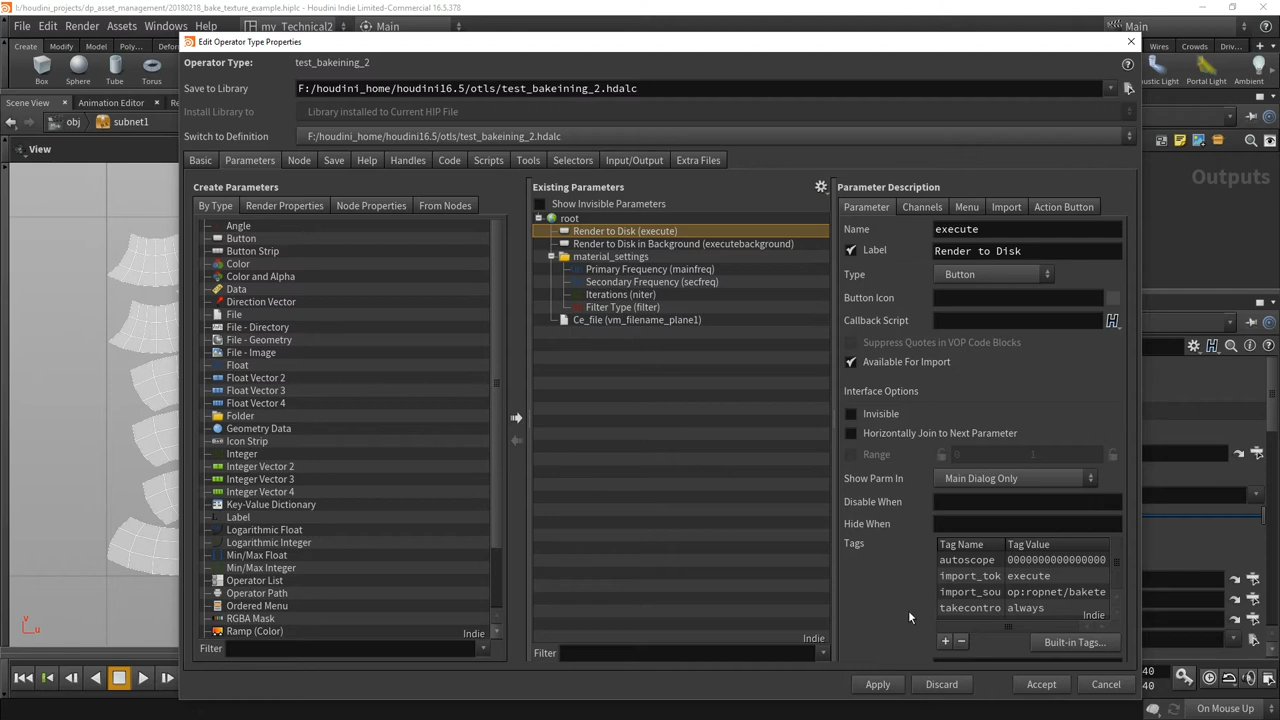 t:/houdini_projects/dp_asset_management/20180218_bake_texture_example.hiplc - Houdini Indie Limited-Commercial 16.5.378
File Edit Render Assets Windows Help my_Technical2 Main Main
Create Modify Model Poly... Deform
Box Sphere Tube Torus
Scene View Animation Editor
obj subnet1
View
Wires Crowds Driv...
Caustic Light Portal Light Ambient
Outputs
Edit Operator Type Properties
Operator Type: test_bakeining_2
Save to Library F:/houdini_home/houdini16.5/otls/test_bakeining_2.hdalc
Install Library to Library installed to Current HIP File
Switch to Definition F:/houdini_home/houdini16.5/otls/test_bakeining_2.hdalc
Basic Parameters Node Save Help Handles Code Scripts Tools Selectors Input/Output Extra Files
Create Parameters
By Type Render Properties Node Properties From Nodes
Angle
Button
Button Strip
Color
Color and Alpha
Data
Direction Vector
File
File - Directory
File - Geometry
File - Image
Float
Float Vector 2
Float Vector 3
Float Vector 4
Folder
Geometry Data
Icon Strip
Integer
Integer Vector 2
Integer Vector 3
Integer Vector 4
Key-Value Dictionary
Label
Logarithmic Float
Logarithmic Integer
Min/Max Float
Min/Max Integer
Operator List
Operator Path
Ordered Menu
RGBA Mask
Ramp (Color)
Indie
Filter
Existing Parameters
Show Invisible Parameters
root
Render to Disk (execute)
Render to Disk in Background (executebackground)
material_settings
Primary Frequency (mainfreq)
Secondary Frequency (secfreq)
Iterations (niter)
Filter Type (filter)
Ce_file (vm_filename_plane1)
Indie
Filter
Parameter Description
Parameter Channels Menu Import Action Button
Name execute
Label Render to Disk
Type Button
Button Icon
Callback Script
Suppress Quotes in VOP Code Blocks
Available For Import
Interface Options
Invisible
Horizontally Join to Next Parameter
Range 0 1
Show Parm In Main Dialog Only
Disable When
Hide When
Tags
Tag Name Tag Value
autoscope 0000000000000000
import_tok execute
import_sou op:ropnet/bakete
takecontro always
Indie
Built-in Tags...
Apply Discard Accept Cancel
40
40
On Mouse Up
v
u